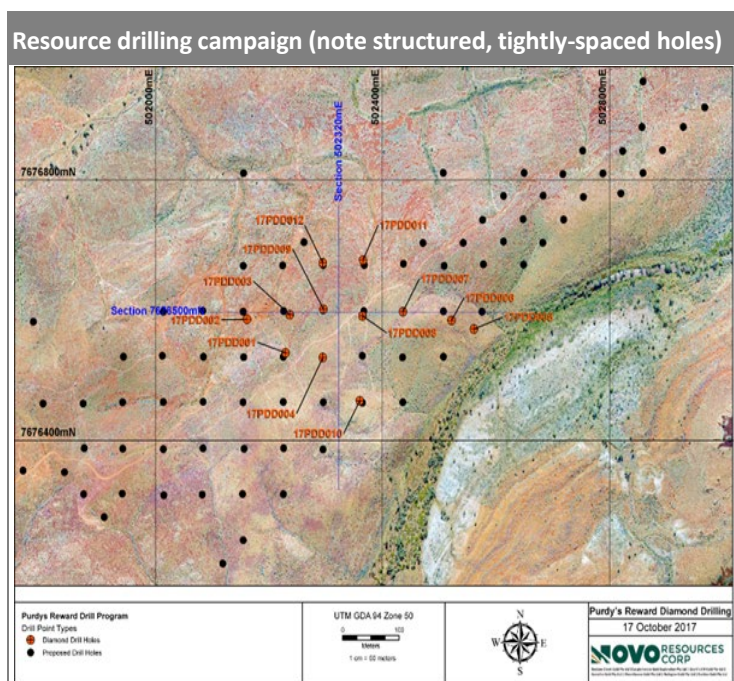 Resource drilling campaign (note structured, tightly-spaced holes)
502000mE
502400mE
502800mE
Section 502320mE
7676800mN
17PDD012
17PDD011
17PDD009
17PDD003
17PDD007
Section 7676500mN
17PDD002
17PDD006
17PDD005
17PDD001
17PDD004
17PDD010
7676400mN
Purdys Reward Drill Program
Drill Point Types
Diamond Drill Holes
Proposed Drill Holes
UTM GDA 94 Zone 50
0
Meters
1 cm = 50 meters
N
W
E
S
Purdy's Reward Diamond Drilling
17 October 2017
NOVO RESOURCES
CORP